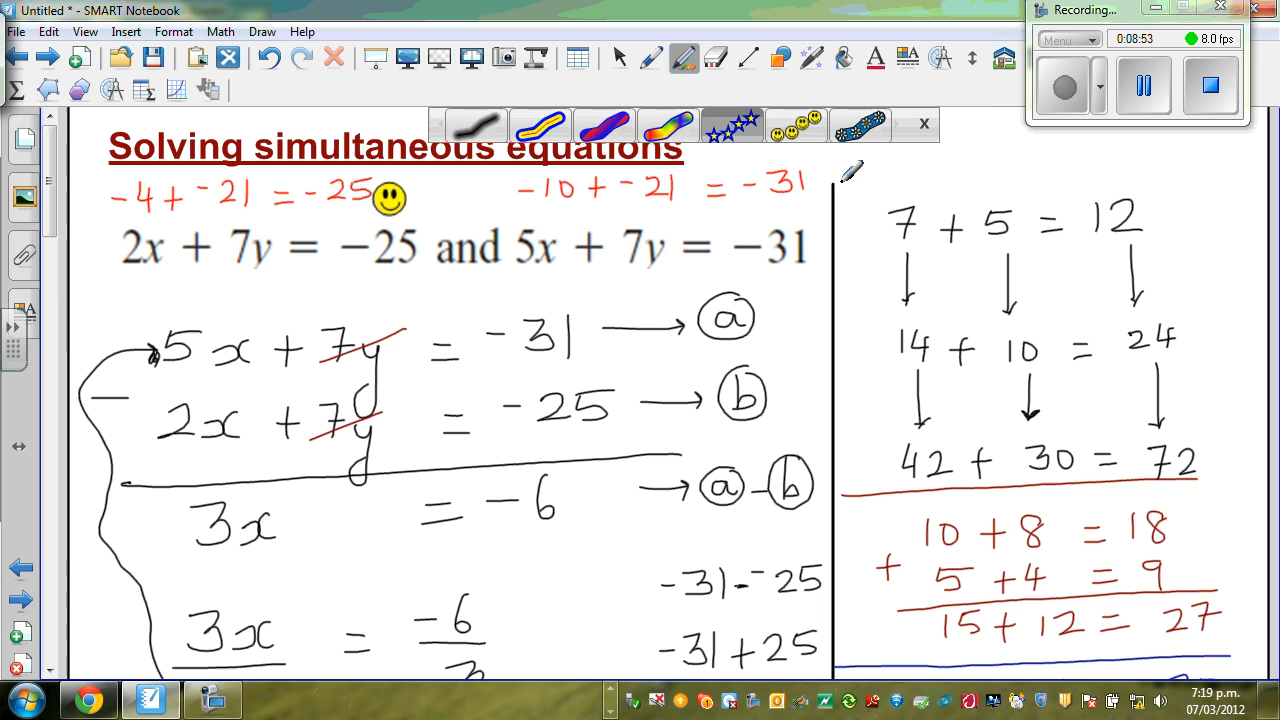 Untitled * - SMART Notebook
File Edit View Insert Format Math Draw Help
Recording...
Menu
0:08:53
8.0 fps
X
Solving simultaneous equations
-4 + -21 = -25
-10 + -21 = -31
2x + 7y = −25 and 5x + 7y = −31
5x + 7y = -31 → a
− 2x + 7y = -25 → b
3x = -6 → a - b
-31 - -25
3x = -6
3
-31 + 25
7 + 5 = 12
14 + 10 = 24
42 + 30 = 72
10 + 8 = 18
+ 5 + 4 = 9
15 + 12 = 27
7:19 p.m.
07/03/2012